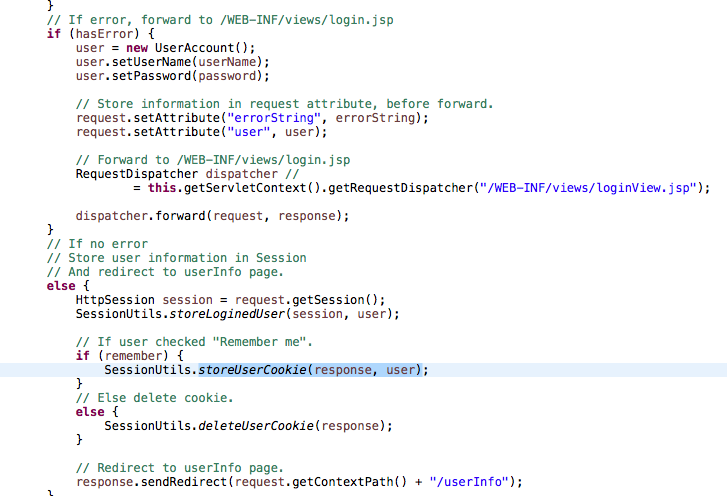 }
// If error, forward to /WEB-INF/views/login.jsp
if (hasError) {
user = new UserAccount();
user.setUserName(userName);
user.setPassword(password);
// Store information in request attribute, before forward.
request.setAttribute("errorString", errorString);
request.setAttribute("user", user);
// Forward to /WEB-INF/views/login.jsp
RequestDispatcher dispatcher //
= this.getServletContext().getRequestDispatcher("/WEB-INF/views/loginView.jsp");
dispatcher.forward(request, response);
}
// If no error
// Store user information in Session
// And redirect to userInfo page.
else {
HttpSession session = request.getSession();
SessionUtils.storeLoginedUser(session, user);
// If user checked "Remember me".
if (remember) {
SessionUtils.storeUserCookie(response, user);
}
// Else delete cookie.
else {
SessionUtils.deleteUserCookie(response);
}
// Redirect to userInfo page.
response.sendRedirect(request.getContextPath() + "/userInfo");
}